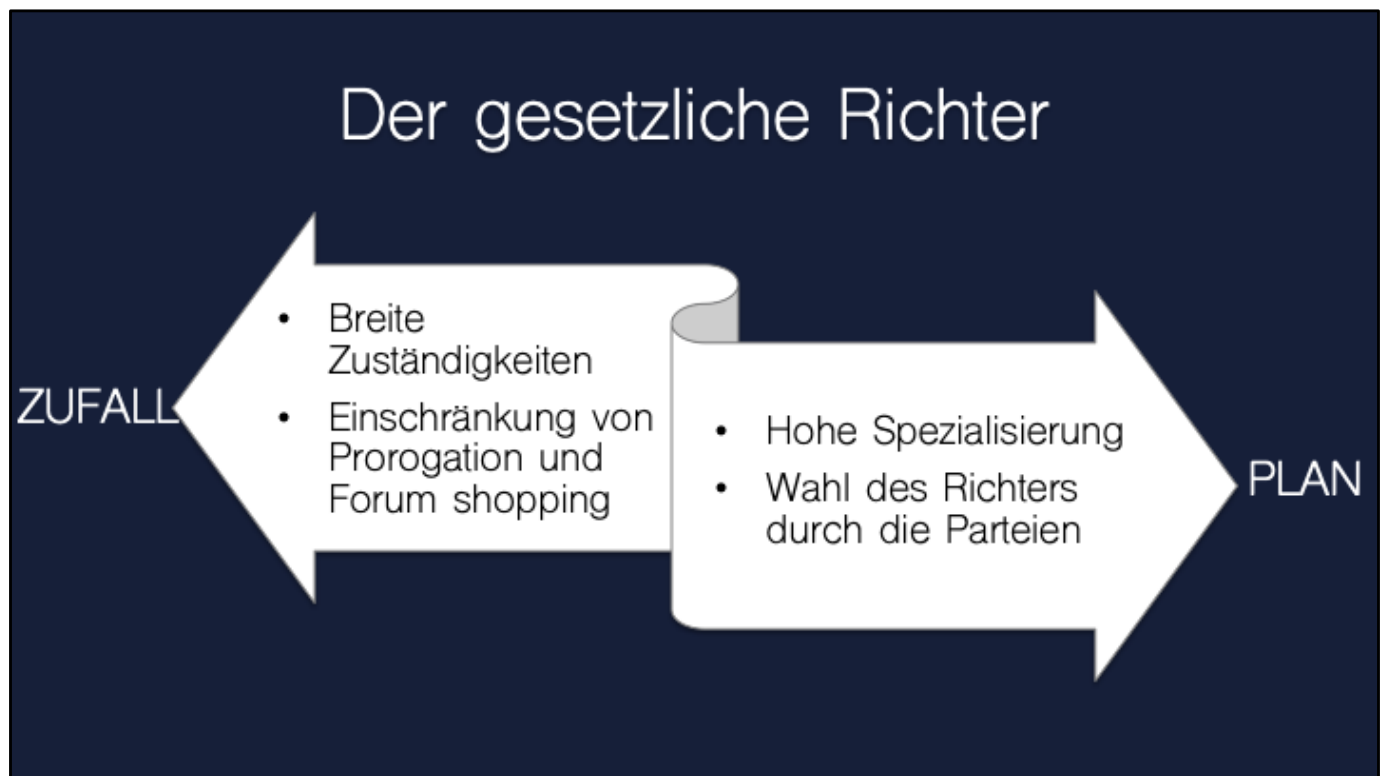 Der gesetzliche Richter
ZUFALL
• Breite
Zuständigkeiten
• Einschränkung von
Prorogation und
Forum shopping
• Hohe Spezialisierung
• Wahl des Richters
durch die Parteien
PLAN